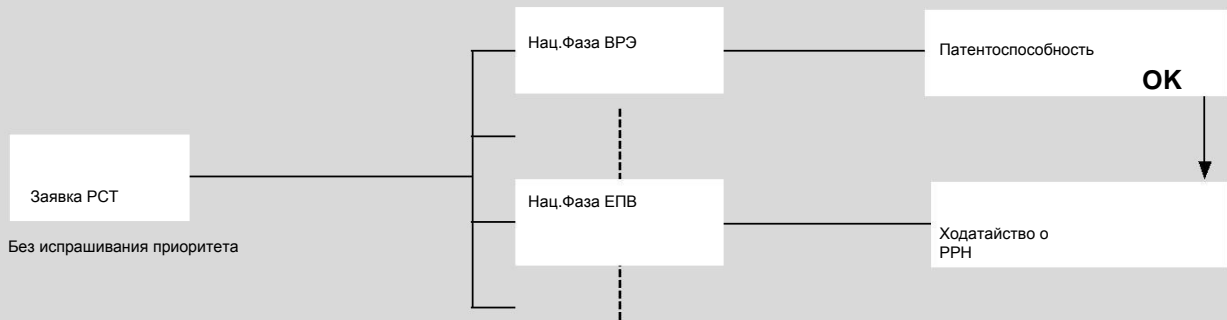 Нац.Фаза ВРЭ
Патентоспособность
OK
Заявка РСТ
Нац.Фаза ЕПВ
Без испрашивания приоритета
Ходатайство о
РРН